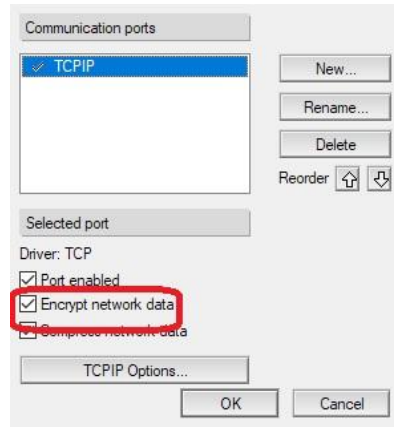 Communication ports
TCPIP
New...
Rename...
Delete
Reorder
Selected port
Driver: TCP
Port enabled
Encrypt network data
Compress network data
TCPIP Options...
OK Cancel